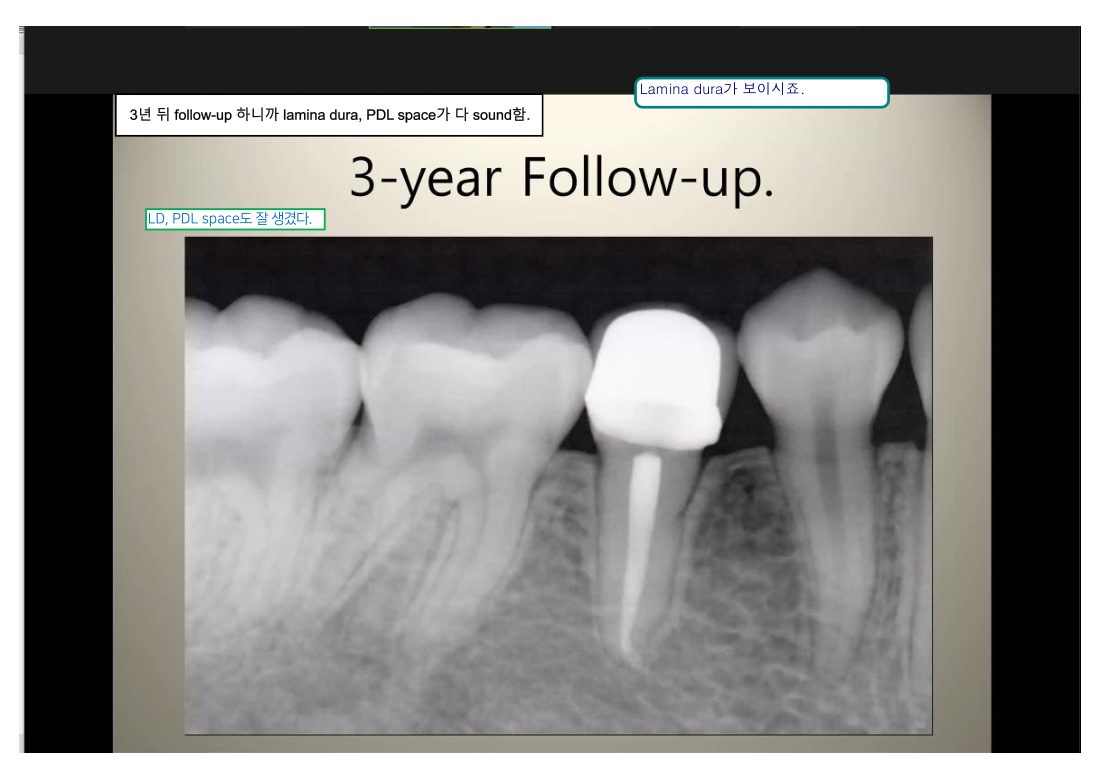 Lamina dura가 보이시죠.
3년 뒤 follow-up 하니까 lamina dura, PDL space가 다 sound함.
3-year Follow-up.
LD, PDL space도 잘 생겼다.